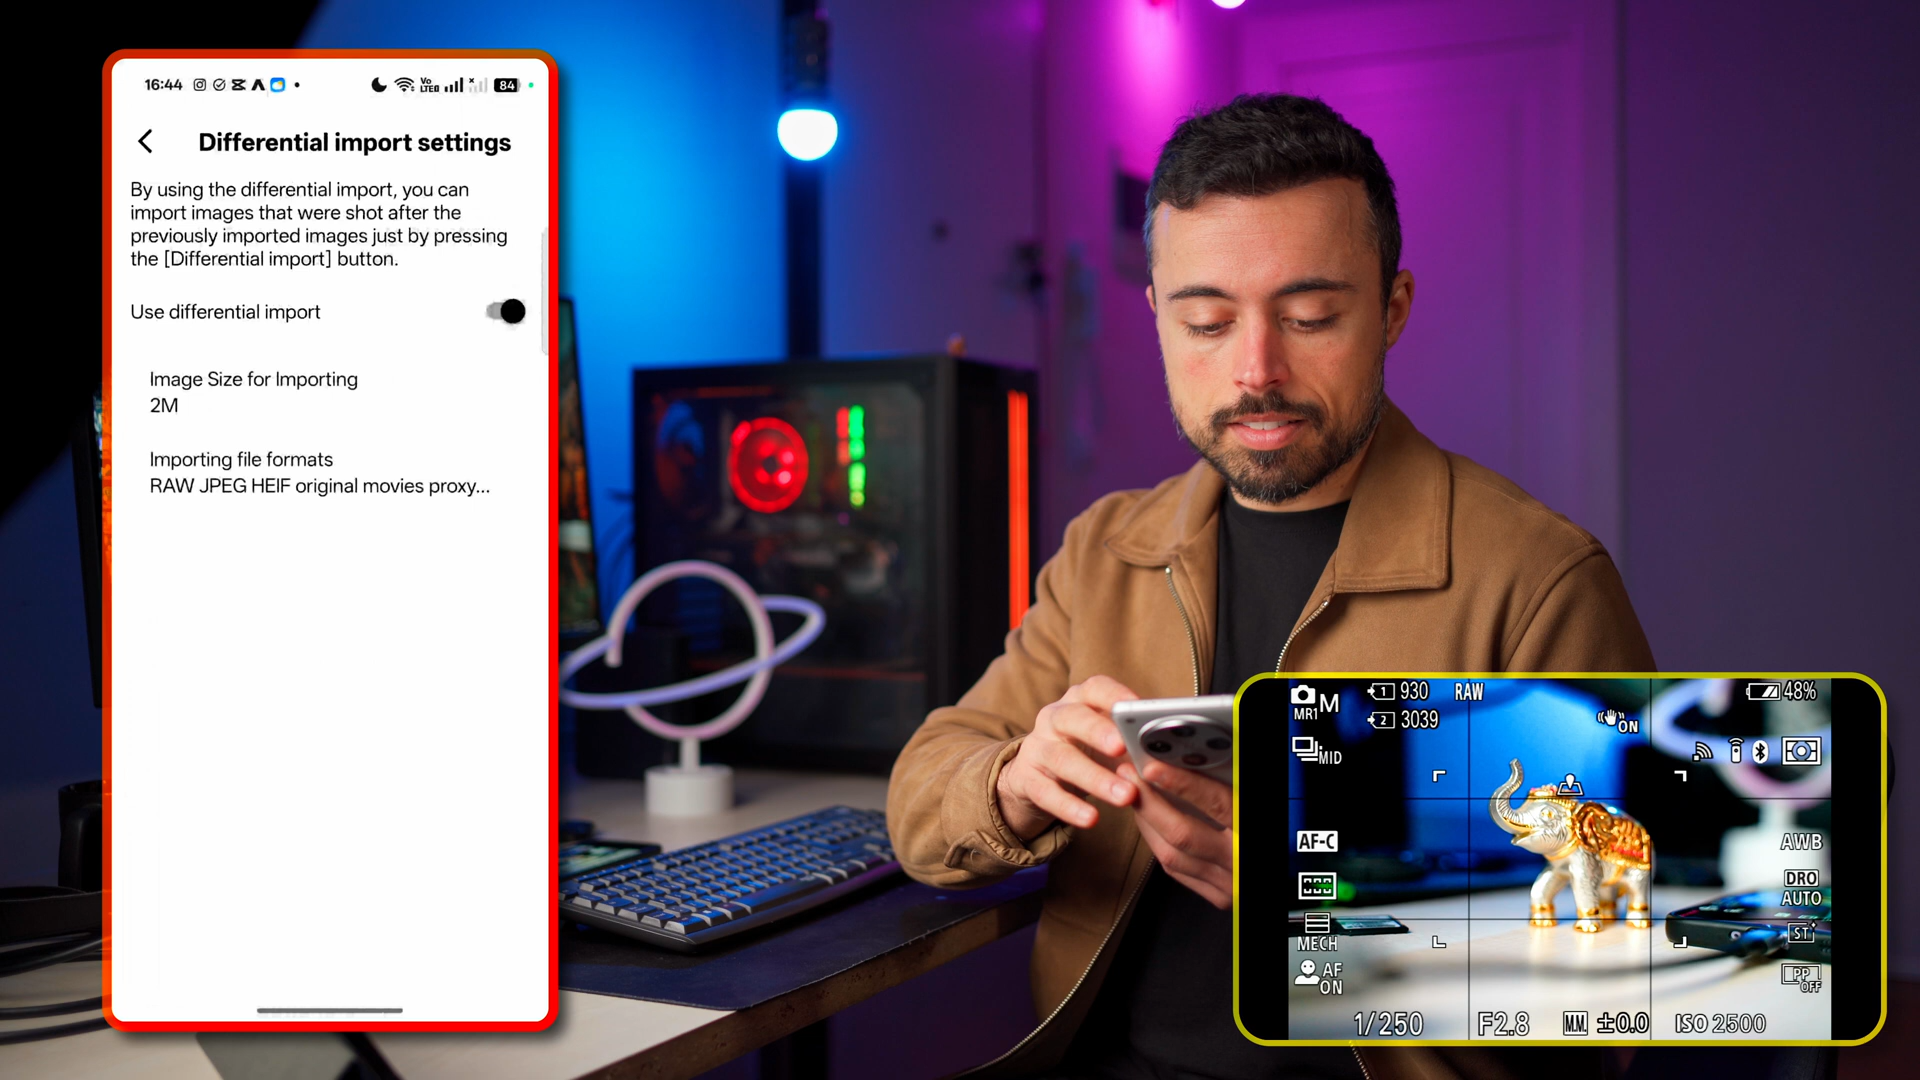 16:44
Vo
LTE
84
Differential import settings
By using the differential import, you can
import images that were shot after the
previously imported images just by pressing
the [Differential import] button.
Use differential import
Image Size for Importing
2M
Importing file formats
RAW JPEG HEIF original movies proxy...
M
MR1
1 930
RAW
48%
2 3039
ON
MID
AF-C
AWB
DRO
AUTO
MECH
ST
AF
ON
PP
OFF
1/250
F2.8
M.M. ±0.0
ISO 2500